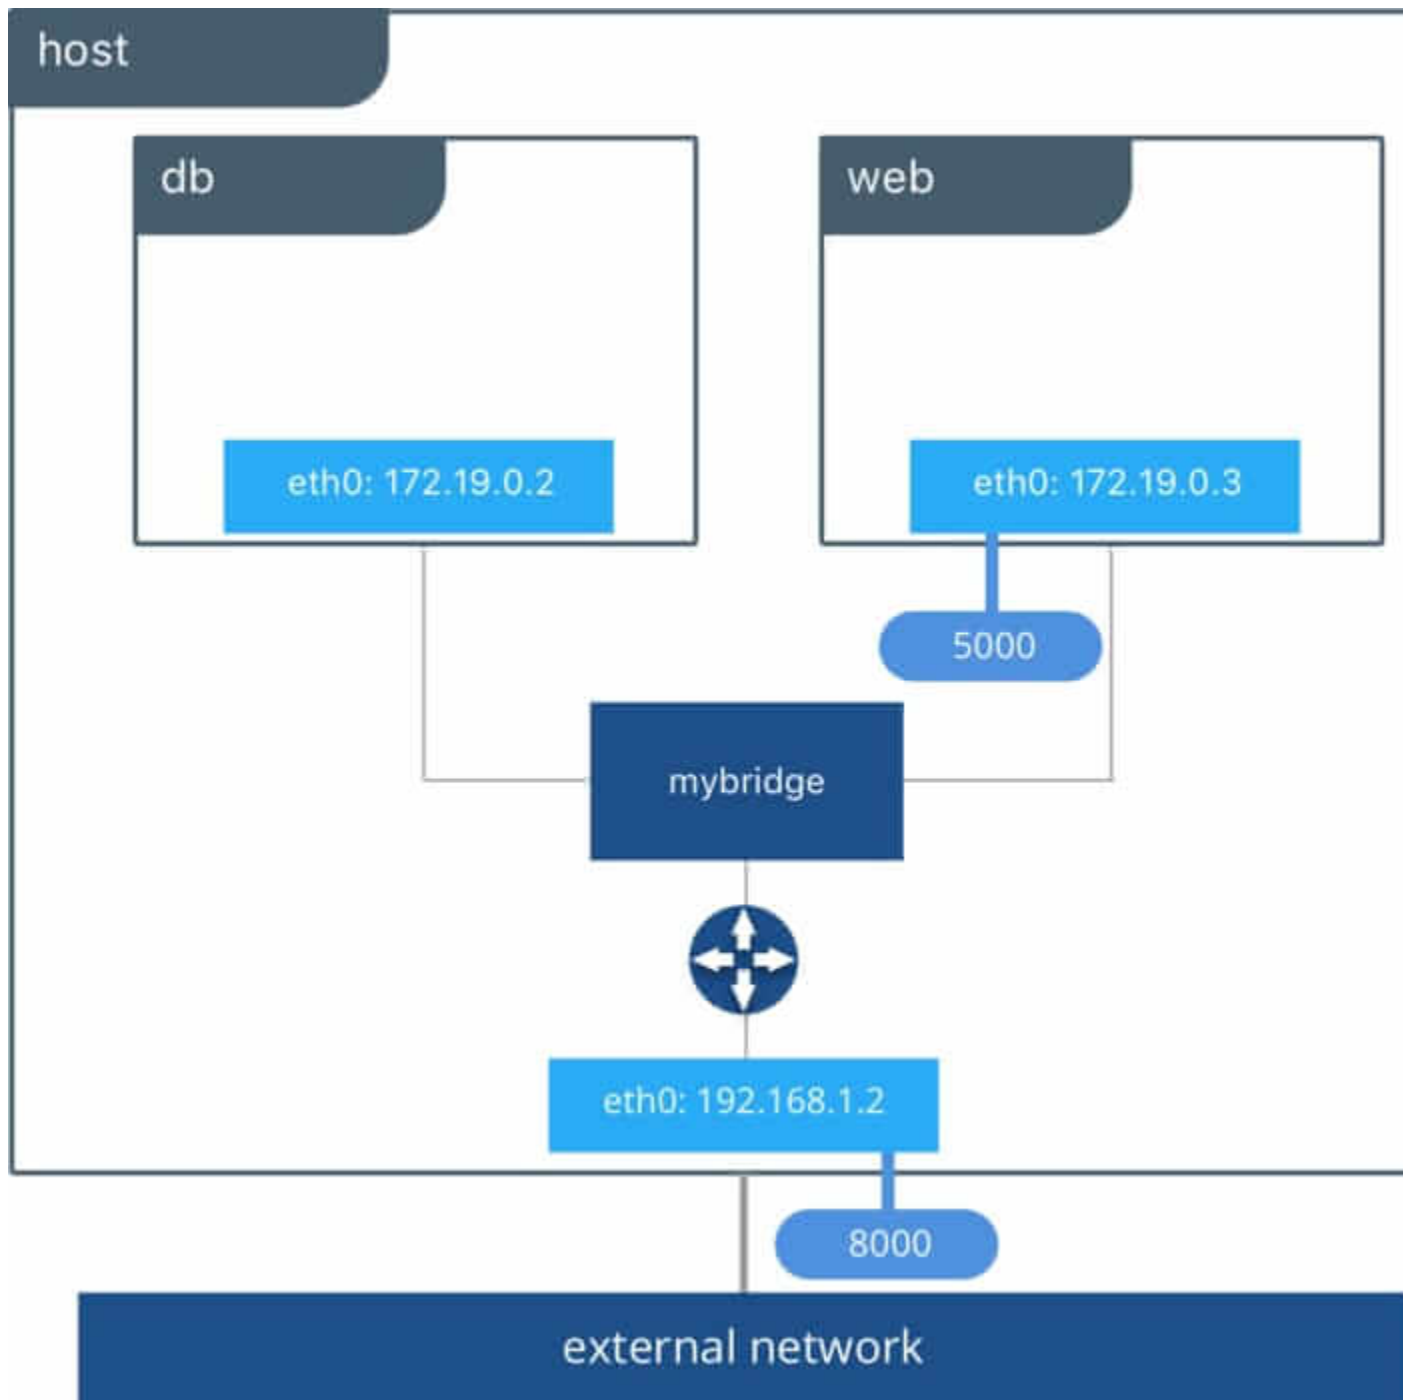 host
db
web
eth0: 172.19.0.2
eth0: 172.19.0.3
5000
mybridge
eth0: 192.168.1.2
8000
external network